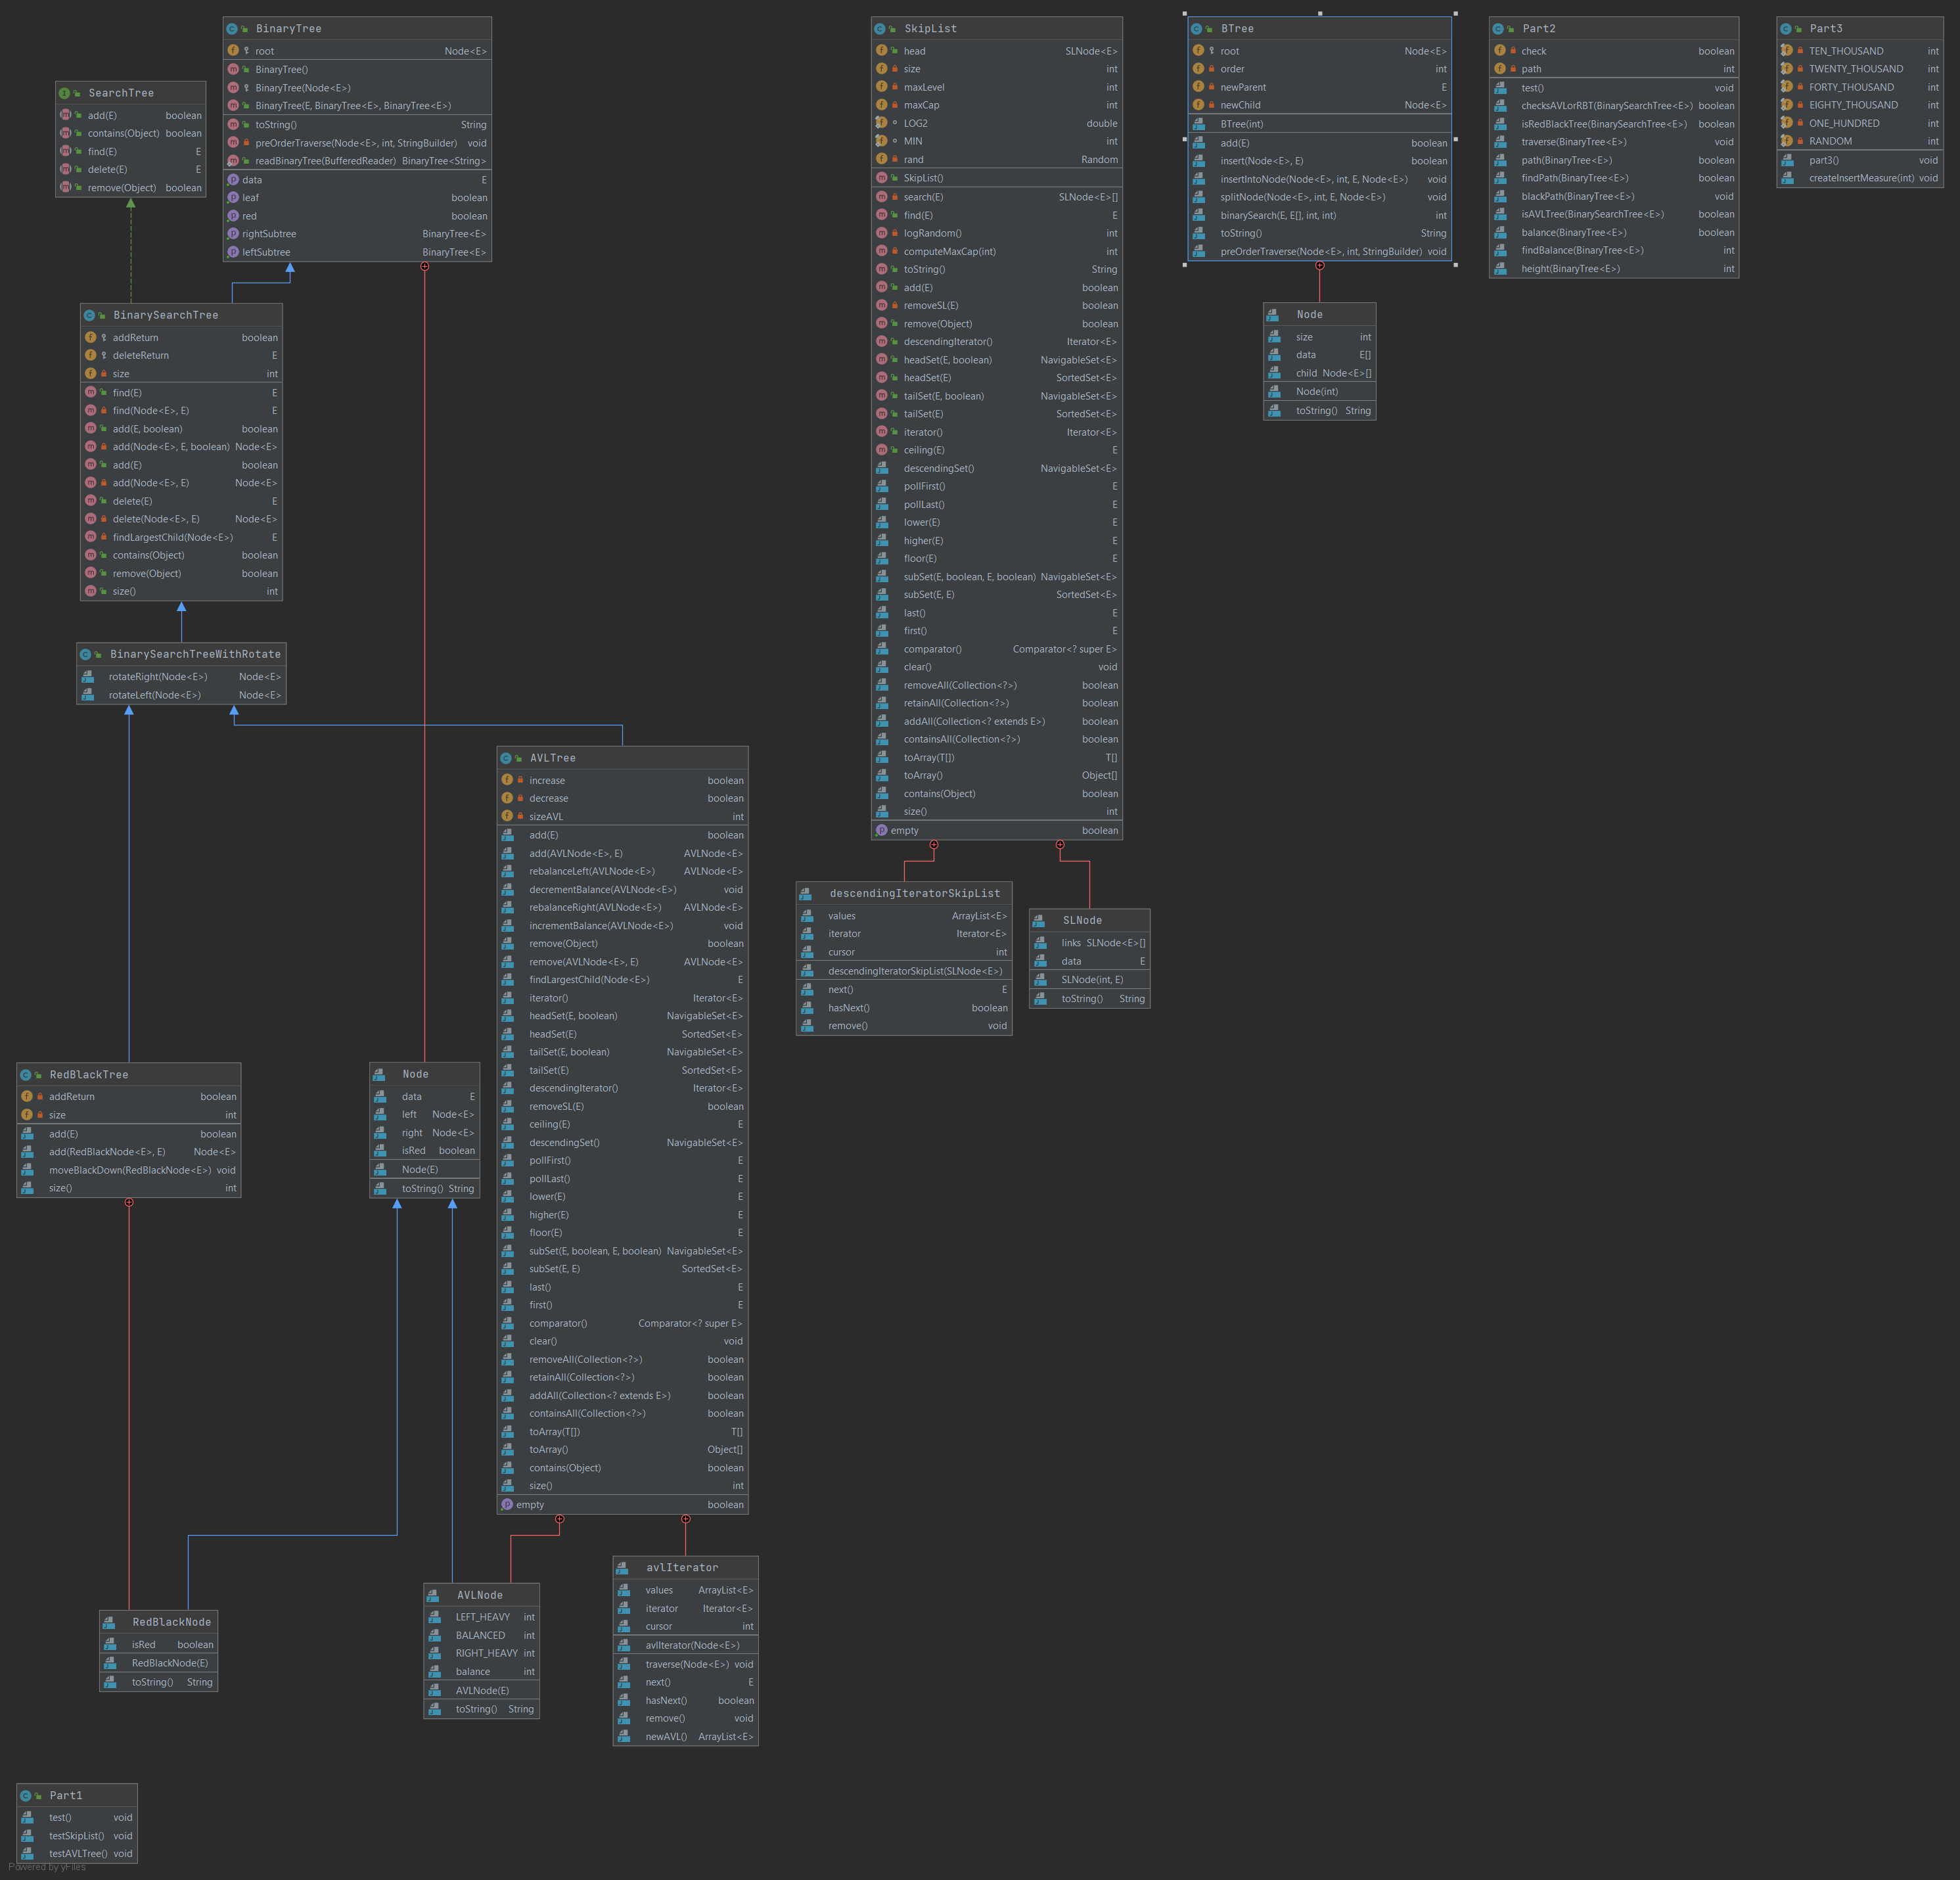 BinaryTree
root Node<E>
BinaryTree()
BinaryTree(Node<E>)
BinaryTree(E, BinaryTree<E>, BinaryTree<E>)
toString() String
preOrderTraverse(Node<E>, int, StringBuilder) void
readBinaryTree(BufferedReader) BinaryTree<String>
data E
leaf boolean
red boolean
rightSubtree BinaryTree<E>
leftSubtree BinaryTree<E>
SearchTree
add(E) boolean
contains(Object) boolean
find(E) E
delete(E) E
remove(Object) boolean
BinarySearchTree
addReturn boolean
deleteReturn E
size int
find(E) E
find(Node<E>, E) E
add(E, boolean) boolean
add(Node<E>, E, boolean) Node<E>
add(E) boolean
add(Node<E>, E) Node<E>
delete(E) E
delete(Node<E>, E) Node<E>
findLargestChild(Node<E>) E
contains(Object) boolean
remove(Object) boolean
size() int
BinarySearchTreeWithRotate
rotateRight(Node<E>) Node<E>
rotateLeft(Node<E>) Node<E>
AVLTree
increase boolean
decrease boolean
sizeAVL int
add(E) boolean
add(AVLNode<E>, E) AVLNode<E>
rebalanceLeft(AVLNode<E>) AVLNode<E>
decrementBalance(AVLNode<E>) void
rebalanceRight(AVLNode<E>) AVLNode<E>
incrementBalance(AVLNode<E>) void
remove(Object) boolean
remove(AVLNode<E>, E) AVLNode<E>
findLargestChild(Node<E>) E
iterator() Iterator<E>
headSet(E, boolean) NavigableSet<E>
headSet(E) SortedSet<E>
tailSet(E, boolean) NavigableSet<E>
tailSet(E) SortedSet<E>
descendingIterator() Iterator<E>
removeSL(E) boolean
ceiling(E) E
descendingSet() NavigableSet<E>
pollFirst() E
pollLast() E
lower(E) E
higher(E) E
floor(E) E
subSet(E, boolean, E, boolean) NavigableSet<E>
subSet(E, E) SortedSet<E>
last() E
first() E
comparator() Comparator<? super E>
clear() void
removeAll(Collection<?>) boolean
retainAll(Collection<?>) boolean
addAll(Collection<? extends E>) boolean
containsAll(Collection<?>) boolean
toArray(T[]) T[]
toArray() Object[]
contains(Object) boolean
size() int
empty boolean
RedBlackTree
addReturn boolean
size int
add(E) boolean
add(RedBlackNode<E>, E) Node<E>
moveBlackDown(RedBlackNode<E>) void
size() int
Node
data E
left Node<E>
right Node<E>
isRed boolean
Node(E)
toString() String
RedBlackNode
isRed boolean
RedBlackNode(E)
toString() String
AVLNode
LEFT_HEAVY int
BALANCED int
RIGHT_HEAVY int
balance int
AVLNode(E)
toString() String
avlIterator
values ArrayList<E>
iterator Iterator<E>
cursor int
avlIterator(Node<E>)
traverse(Node<E>) void
next() E
hasNext() boolean
remove() void
newAVL() ArrayList<E>
Part1
test() void
testSkipList() void
testAVLTree() void
Powered by yFiles
SkipList
head SLNode<E>
size int
maxLevel int
maxCap int
LOG2 double
MIN int
rand Random
SkipList()
search(E) SLNode<E>[]
find(E) E
logRandom() int
computeMaxCap(int) int
toString() String
add(E) boolean
removeSL(E) boolean
remove(Object) boolean
descendingIterator() Iterator<E>
headSet(E, boolean) NavigableSet<E>
headSet(E) SortedSet<E>
tailSet(E, boolean) NavigableSet<E>
tailSet(E) SortedSet<E>
iterator() Iterator<E>
ceiling(E) E
descendingSet() NavigableSet<E>
pollFirst() E
pollLast() E
lower(E) E
higher(E) E
floor(E) E
subSet(E, boolean, E, boolean) NavigableSet<E>
subSet(E, E) SortedSet<E>
last() E
first() E
comparator() Comparator<? super E>
clear() void
removeAll(Collection<?>) boolean
retainAll(Collection<?>) boolean
addAll(Collection<? extends E>) boolean
containsAll(Collection<?>) boolean
toArray(T[]) T[]
toArray() Object[]
contains(Object) boolean
size() int
empty boolean
descendingIteratorSkipList
values ArrayList<E>
iterator Iterator<E>
cursor int
descendingIteratorSkipList(SLNode<E>)
next() E
hasNext() boolean
remove() void
SLNode
links SLNode<E>[]
data E
SLNode(int, E)
toString() String
BTree
root Node<E>
order int
newParent E
newChild Node<E>
BTree(int)
add(E) boolean
insert(Node<E>, E) boolean
insertIntoNode(Node<E>, int, E, Node<E>) void
splitNode(Node<E>, int, E, Node<E>) void
binarySearch(E, E[], int, int) int
toString() String
preOrderTraverse(Node<E>, int, StringBuilder) void
Node
size int
data E[]
child Node<E>[]
Node(int)
toString() String
Part2
check boolean
path int
test() void
checksAVLorRBT(BinarySearchTree<E>) boolean
isRedBlackTree(BinarySearchTree<E>) boolean
traverse(BinaryTree<E>) void
path(BinaryTree<E>) boolean
findPath(BinaryTree<E>) boolean
blackPath(BinaryTree<E>) void
isAVLTree(BinarySearchTree<E>) boolean
balance(BinaryTree<E>) boolean
findBalance(BinaryTree<E>) int
height(BinaryTree<E>) int
Part3
TEN_THOUSAND int
TWENTY_THOUSAND int
FORTY_THOUSAND int
EIGHTY_THOUSAND int
ONE_HUNDRED int
RANDOM int
part3() void
createInsertMeasure(int) void